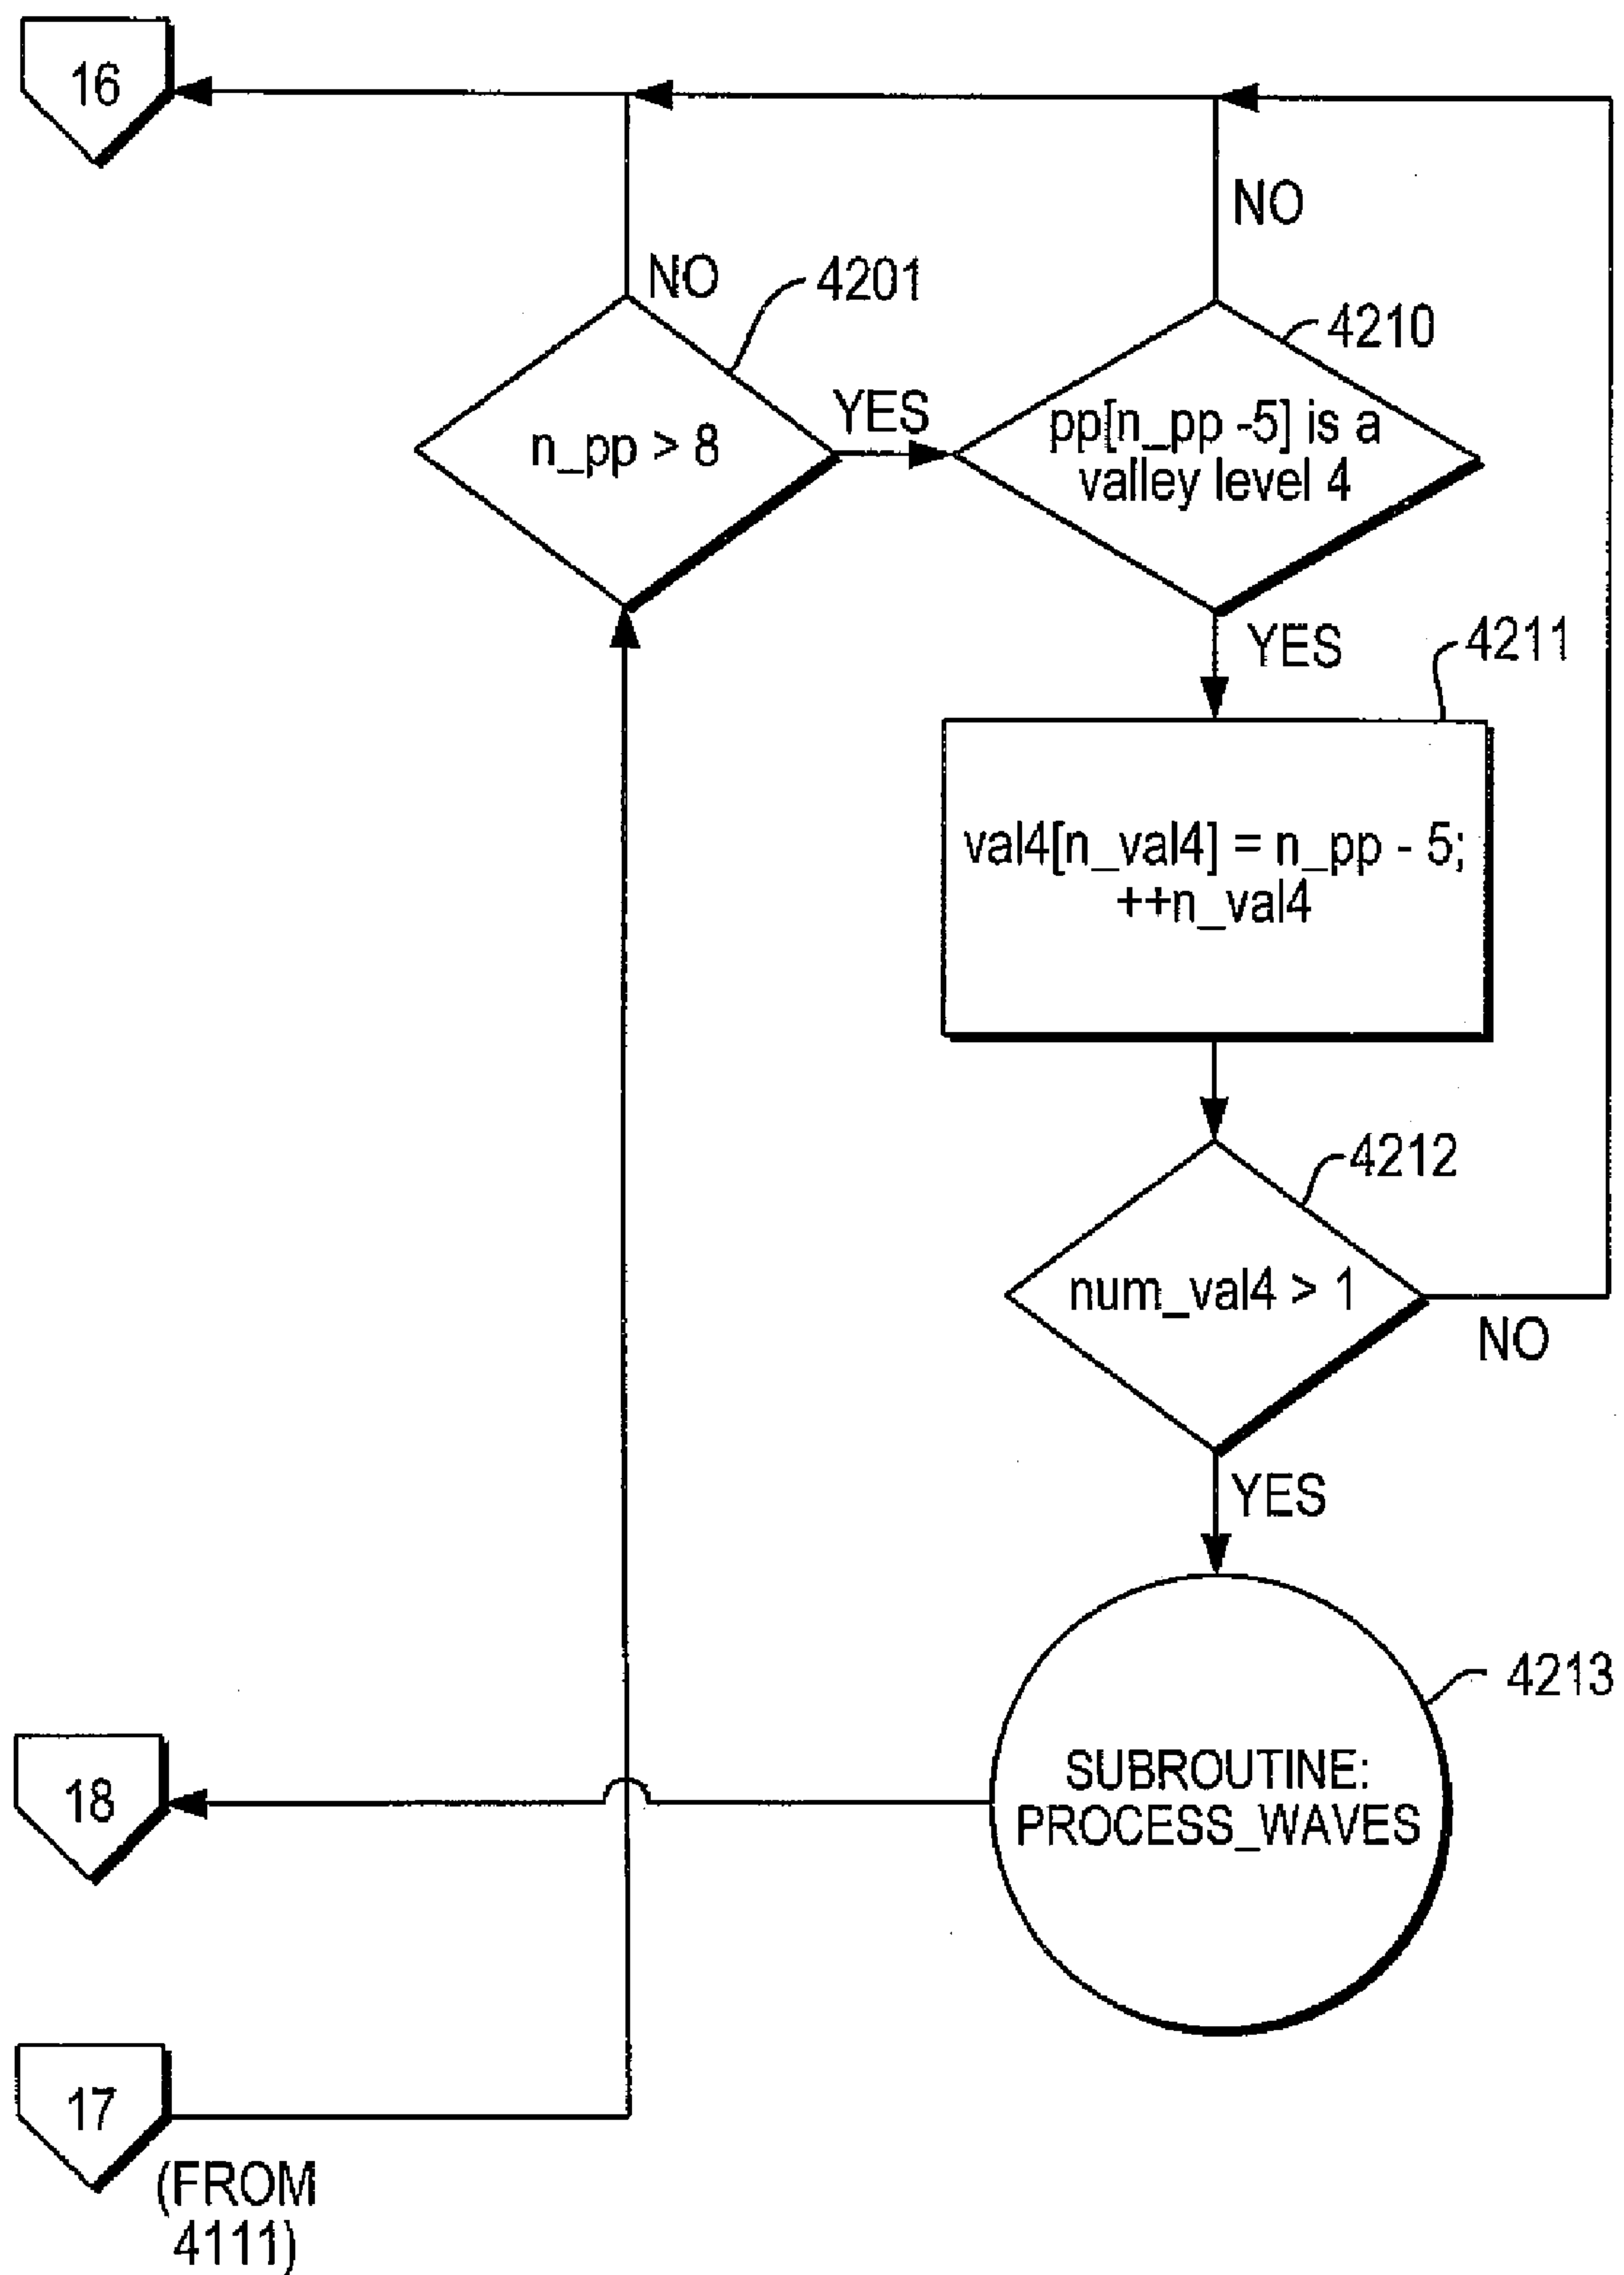 16
NO
NO
4201
4210
YES
n_pp > 8
pp[n_pp -5] is a
valley level 4
YES
4211
val4[n_val4] = n_pp - 5;
++n_val4
4212
num_val4 > 1
NO
YES
4213
SUBROUTINE:
PROCESS_WAVES
18
17
(FROM
4111)